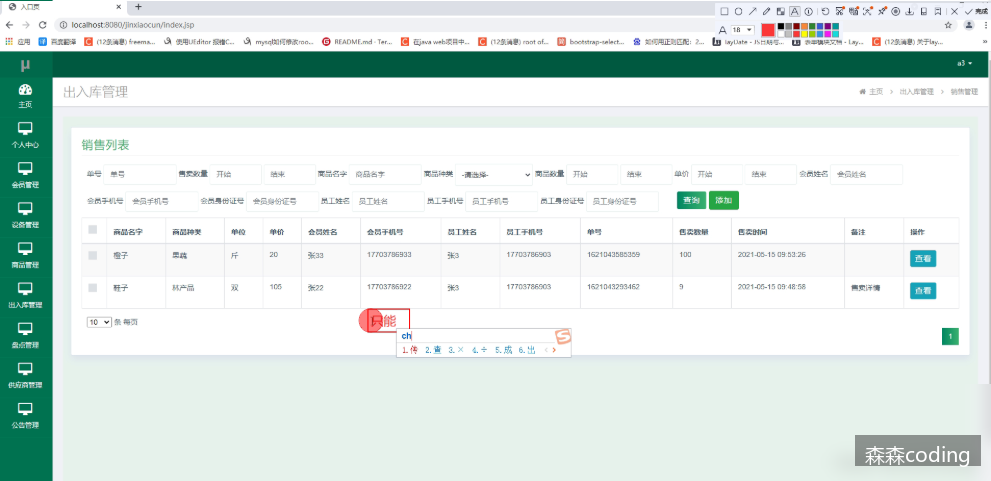 入口页
localhost:8080/jinxiaocun/index.jsp
18
完成
应用 百度翻译 (12条消息) freema... 使用UEditor 报错C... mysql如何修改roo... README.md · Ter... 在java web项目中... (12条消息) root of... bootstrap-select... 如何用正则匹配：2... layDate - JS日期与... 表单模块文档 - Lay... (12条消息) 关于lay...
μ
a3
主页
个人中心
会员管理
设备管理
商品管理
出入库管理
盘点管理
供应商管理
公告管理
出入库管理
主页 > 出入库管理 > 销售管理
销售列表
单号 单号 售卖数量 开始 结束 商品名字 商品名字 商品种类 -请选择- 商品数量 开始 结束 单价 开始 结束 会员姓名 会员姓名
会员手机号 会员手机号 会员身份证号 会员身份证号 员工姓名 员工姓名 员工手机号 员工手机号 员工身份证号 员工身份证号 查询 添加
商品名字 商品种类 单位 单价 会员姓名 会员手机号 员工姓名 员工手机号 单号 售卖数量 售卖时间 备注 操作
橙子 果蔬 斤 20 张33 17703786933 张3 17703786903 1621043585359 100 2021-05-15 09:53:26 查看
鞋子 林产品 双 105 张22 17703786922 张3 17703786903 1621043293462 9 2021-05-15 09:48:58 售卖详情 查看
10 条 每页
只能
ch
1.传 2.查 3.× 4.÷ 5.成 6.出
1
森森coding